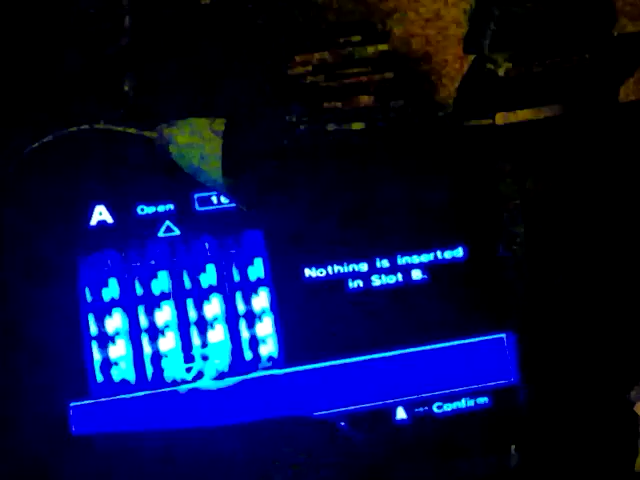 A Open
Nothing is inserted
in Slot B.
A ··· Confirm